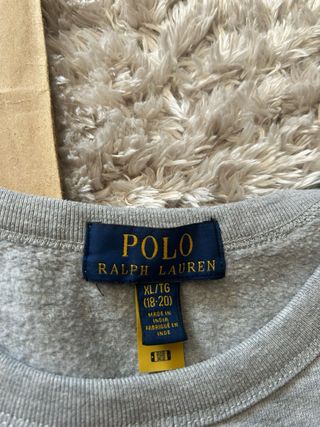 POLO
RALPH LAUREN
XL/TG
(18-20)
MADE IN
INDIA
FABRIQUÉ EN
INDE